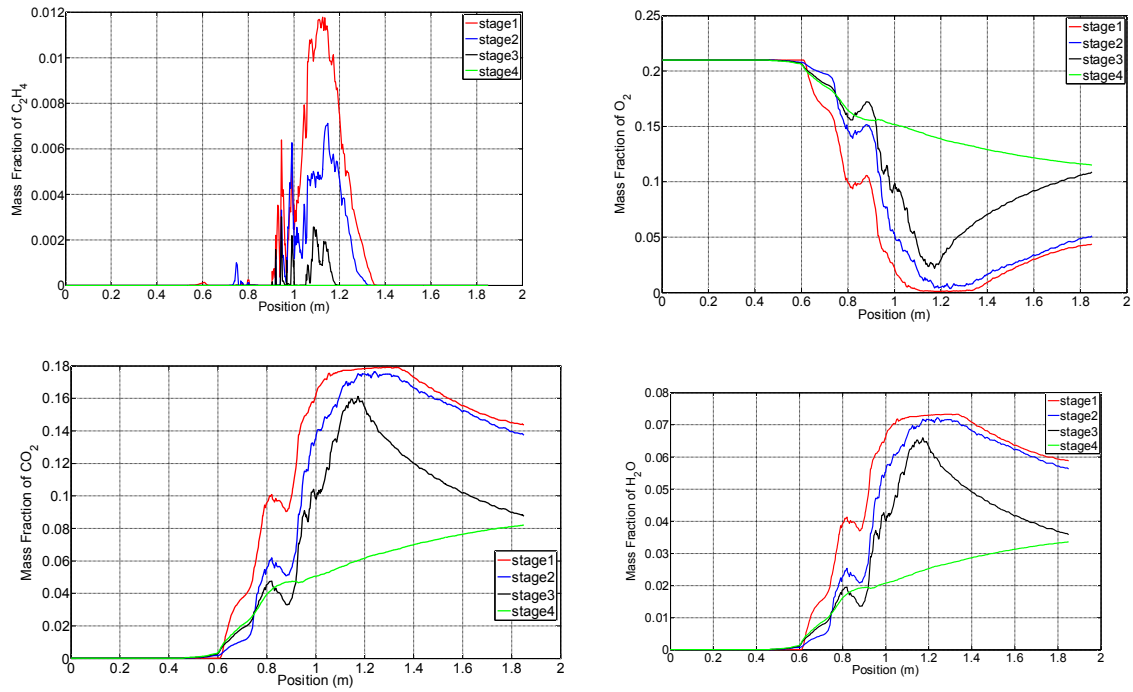 0.012
0.01
0.008
0.006
0.004
0.002
0
Mass Fraction of C2H4
stage1
stage2
stage3
stage4
0 0.2 0.4 0.6 0.8 1 1.2 1.4 1.6 1.8 2
Position (m)
0.25
0.20
0.15
0.10
0.05
0
Mass Fraction of O2
stage1
stage2
stage3
stage4
0 0.2 0.4 0.6 0.8 1 1.2 1.4 1.6 1.8 2
Position (m)
0.18
0.16
0.14
0.12
0.1
0.08
0.06
0.04
0.02
0
Mass Fraction of CO2
stage1
stage2
stage3
stage4
0 0.2 0.4 0.6 0.8 1 1.2 1.4 1.6 1.8 2
Position (m)
0.08
0.07
0.06
0.05
0.04
0.03
0.02
0.01
0
Mass Fraction of H2O
stage1
stage2
stage3
stage4
0 0.2 0.4 0.6 0.8 1.0 1.2 1.4 1.6 1.8 2
Position (m)